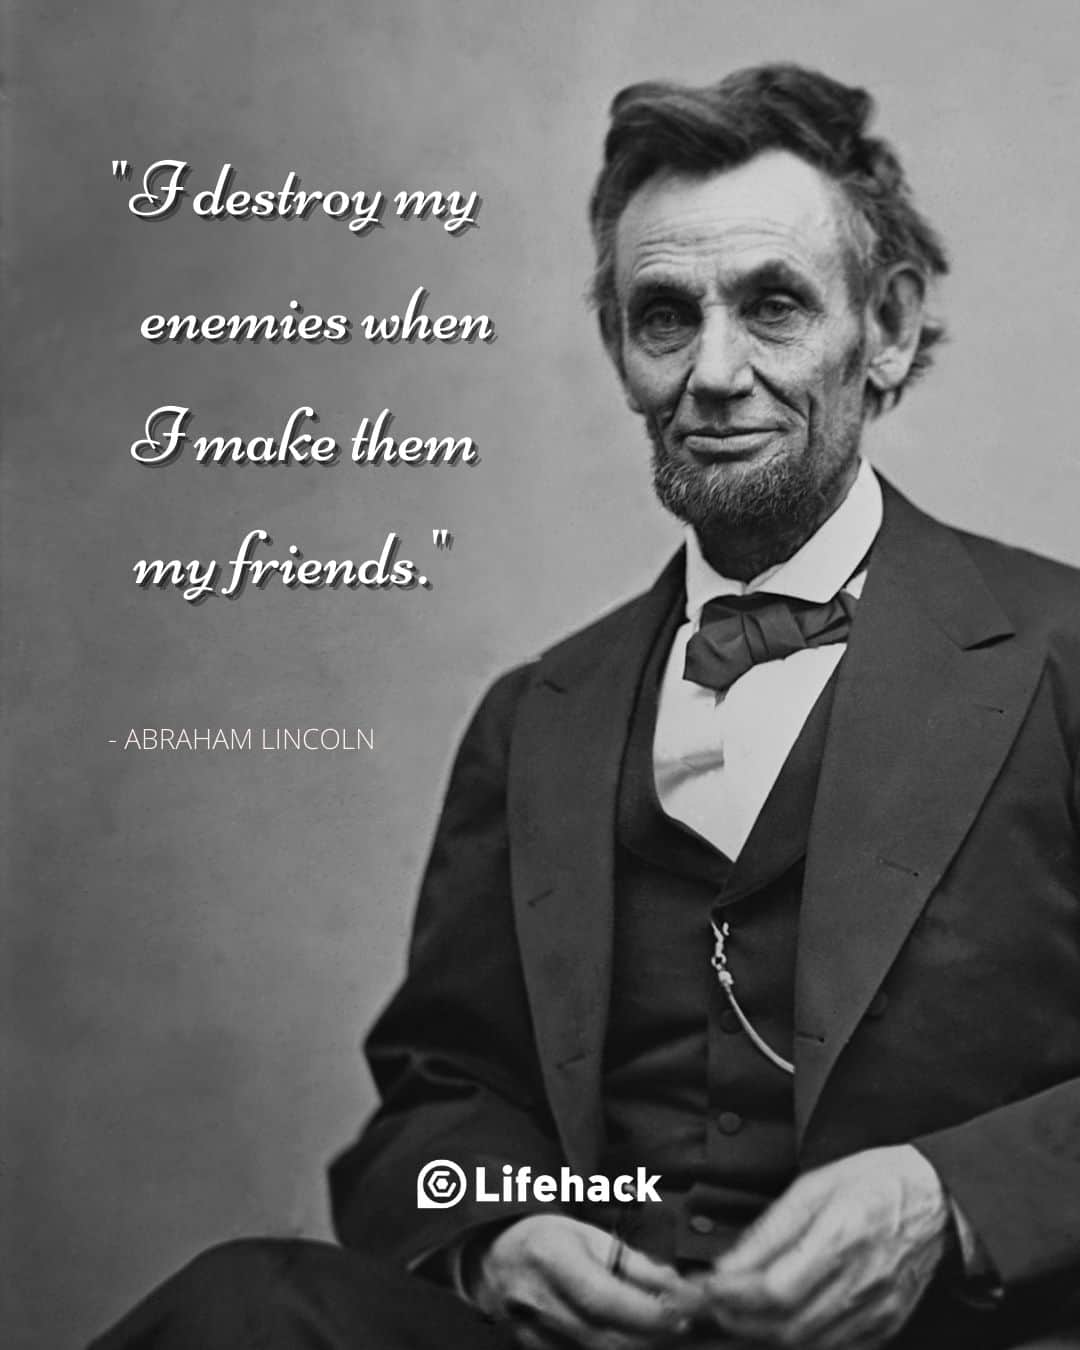 "I destroy my
enemies when
I make them
my friends."
- ABRAHAM LINCOLN
Lifehack